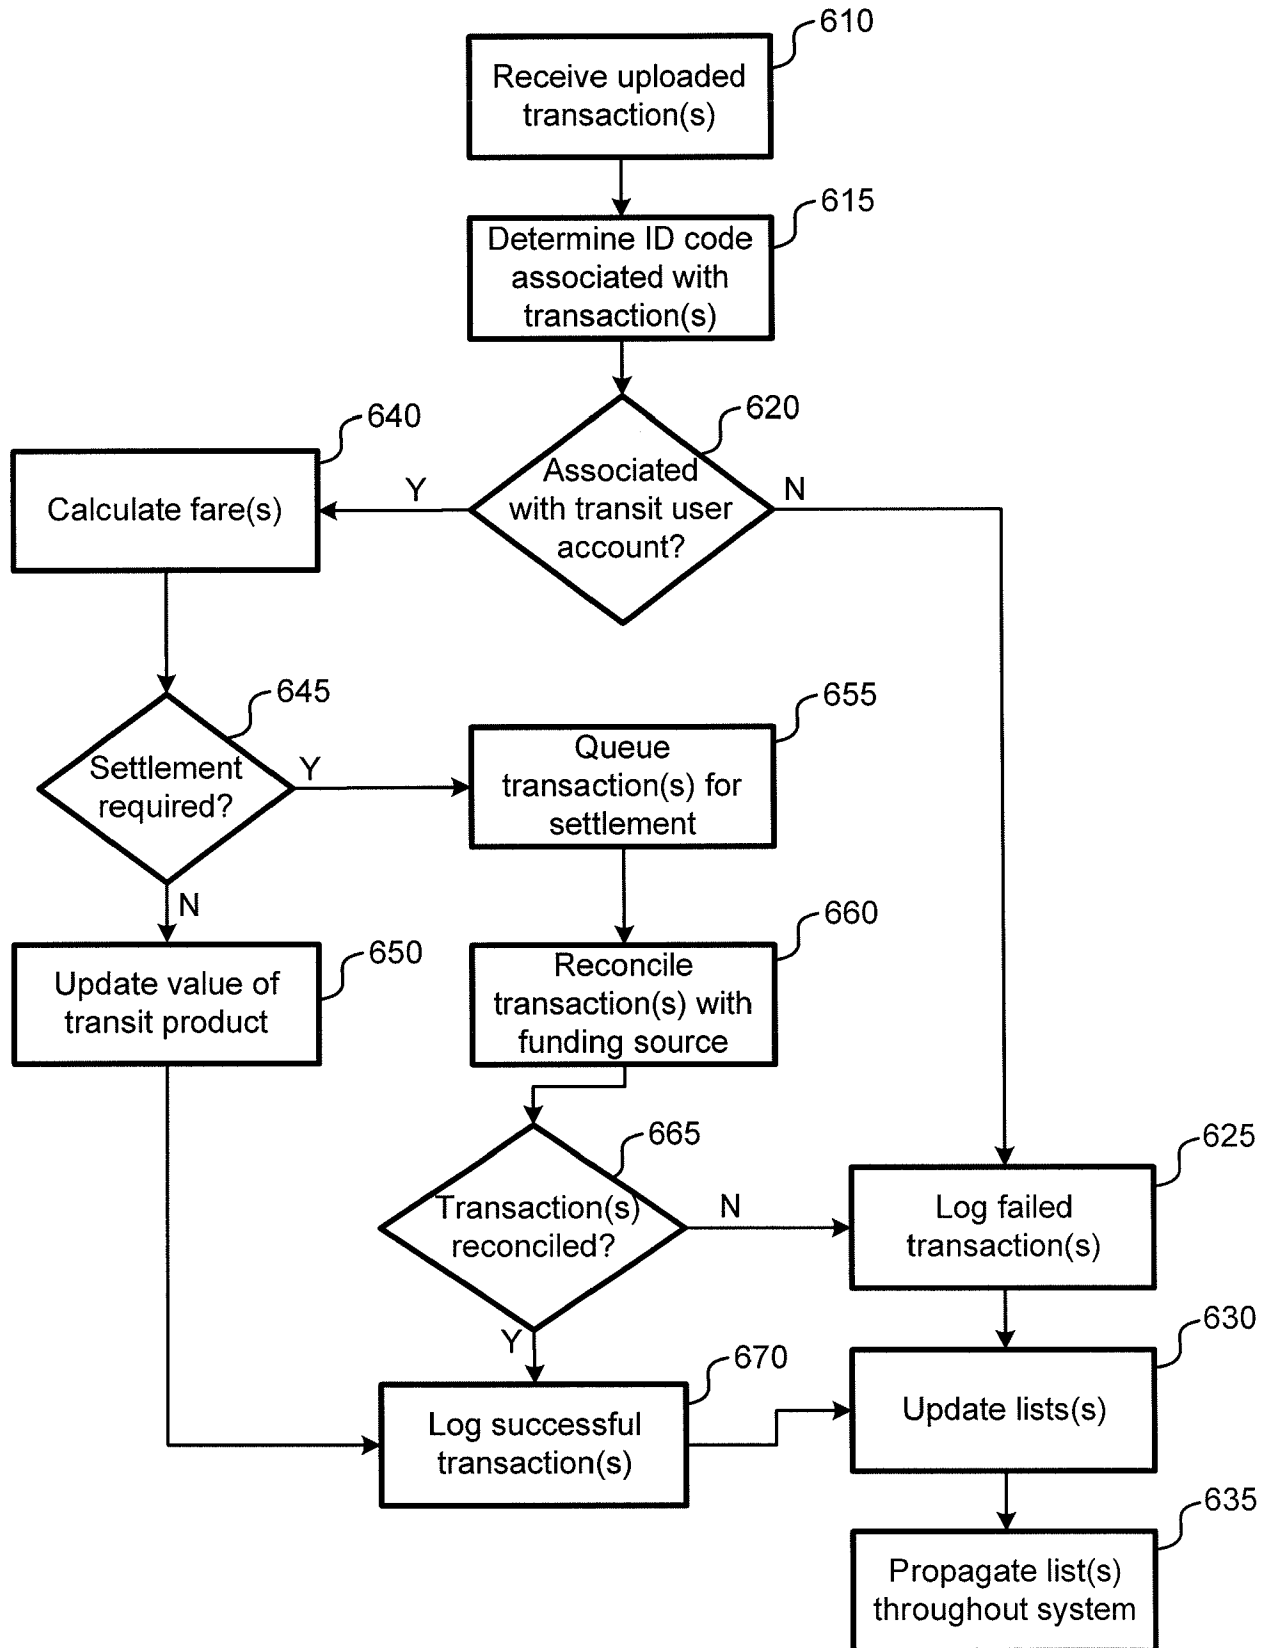 610
Receive uploaded
transaction(s)
615
Determine ID code
associated with
transaction(s)
620
Associated
with transit user
account?
Y
N
640
Calculate fare(s)
645
Settlement
required?
Y
N
655
Queue
transaction(s) for
settlement
650
Update value of
transit product
660
Reconcile
transaction(s) with
funding source
665
Transaction(s)
reconciled?
N
Y
625
Log failed
transaction(s)
670
Log successful
transaction(s)
630
Update lists(s)
635
Propagate list(s)
throughout system